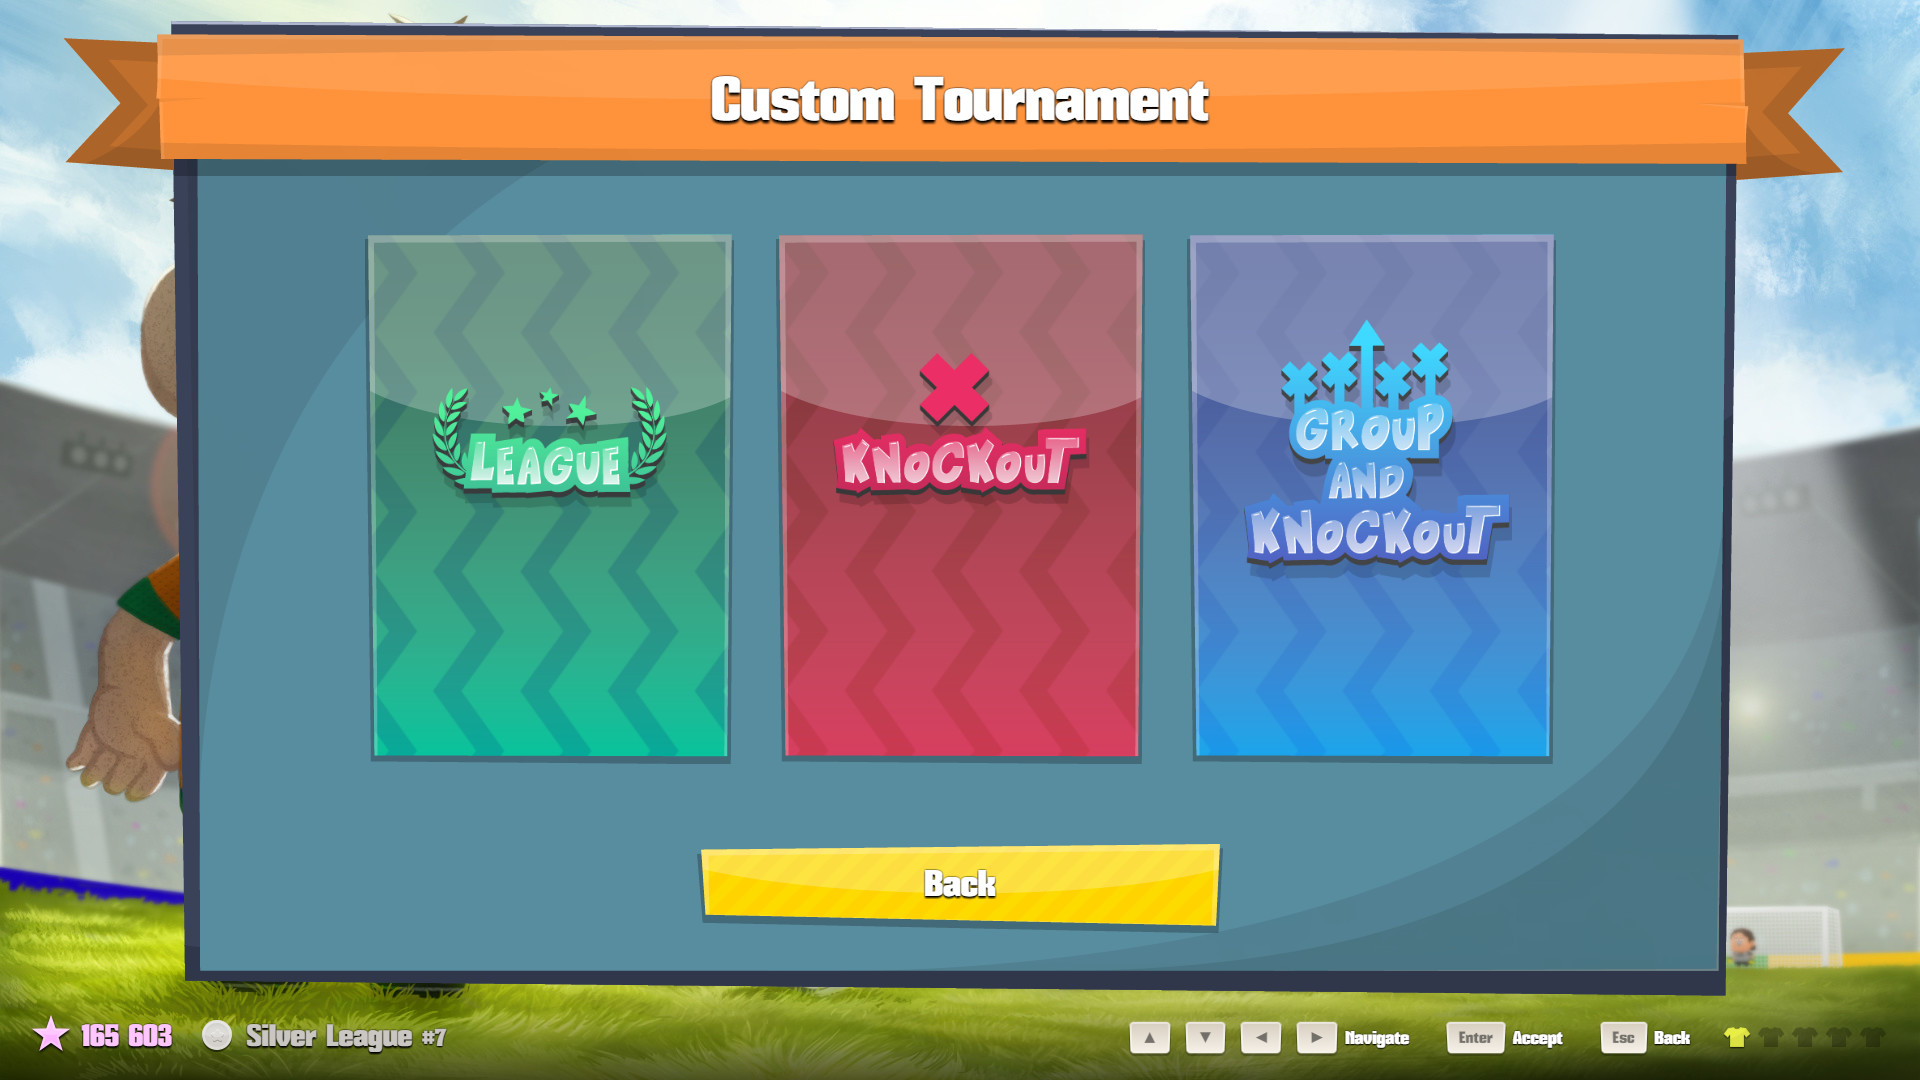 Custom Tournament
LEAGUE
KNOCKOUT
GROUP
AND
KNOCKOUT
Back
165 603
Silver League #7
Navigate
Enter
Accept
Esc
Back